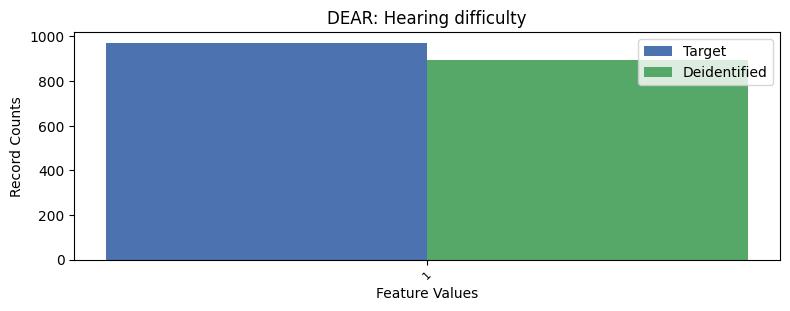 DEAR: Hearing difficulty
Target
Deidentified
Record Counts
1000
800
600
400
200
0
1
Feature Values